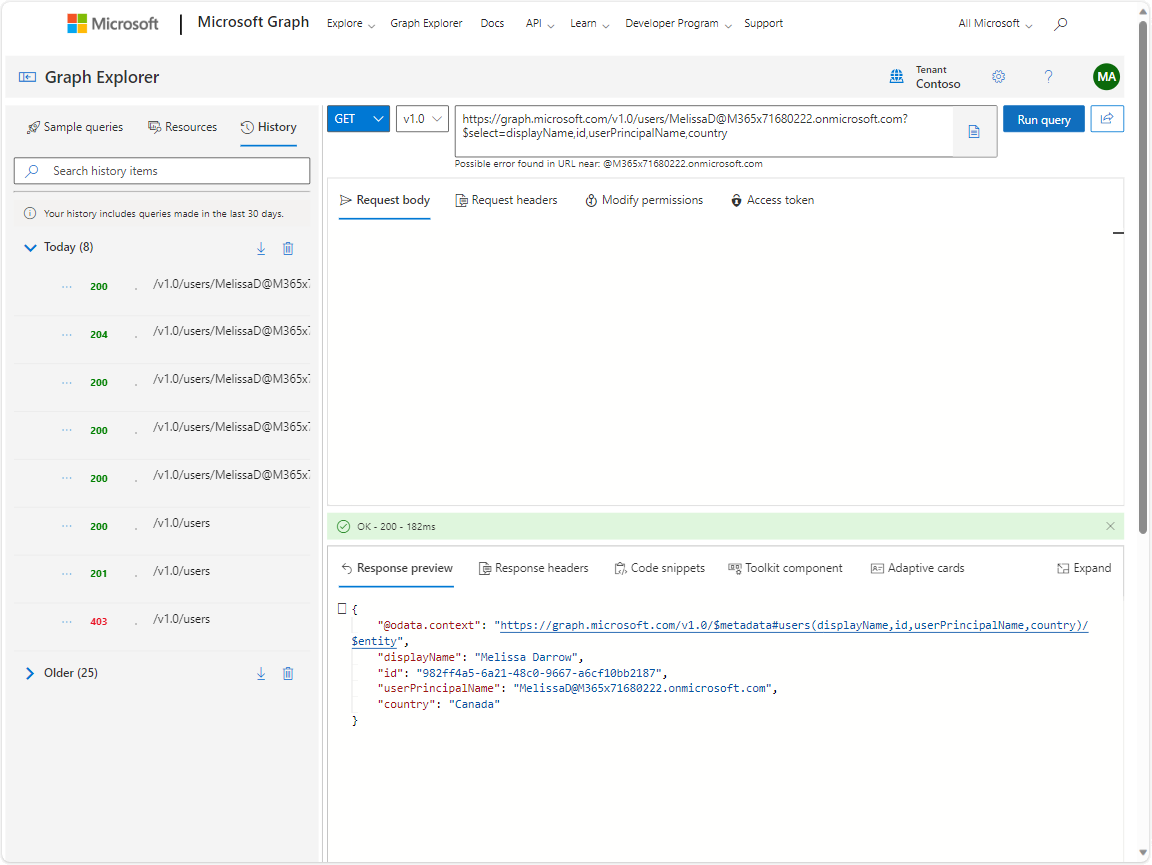 Microsoft | Microsoft Graph Explore Graph Explorer Docs API Learn Developer Program Support All Microsoft
Graph Explorer
Tenant
Contoso
? MA
Sample queries Resources History
Search history items
Your history includes queries made in the last 30 days.
Today (8)
... 200 . /v1.0/users/MelissaD@M365x7
... 204 . /v1.0/users/MelissaD@M365x7
... 200 . /v1.0/users/MelissaD@M365x7
... 200 . /v1.0/users/MelissaD@M365x7
... 200 . /v1.0/users/MelissaD@M365x7
... 200 . /v1.0/users
... 201 . /v1.0/users
... 403 . /v1.0/users
Older (25)
GET v1.0
https://graph.microsoft.com/v1.0/users/MelissaD@M365x71680222.onmicrosoft.com?
$select=displayName,id,userPrincipalName,country
Run query
Possible error found in URL near: @M365x71680222.onmicrosoft.com
Request body Request headers Modify permissions Access token
OK - 200 - 182ms
Response preview Response headers Code snippets Toolkit component Adaptive cards Expand
{
"@odata.context": "https://graph.microsoft.com/v1.0/$metadata#users(displayName,id,userPrincipalName,country)/
$entity",
"displayName": "Melissa Darrow",
"id": "982ff4a5-6a21-48c0-9667-a6cf10bb2187",
"userPrincipalName": "MelissaD@M365x71680222.onmicrosoft.com",
"country": "Canada"
}